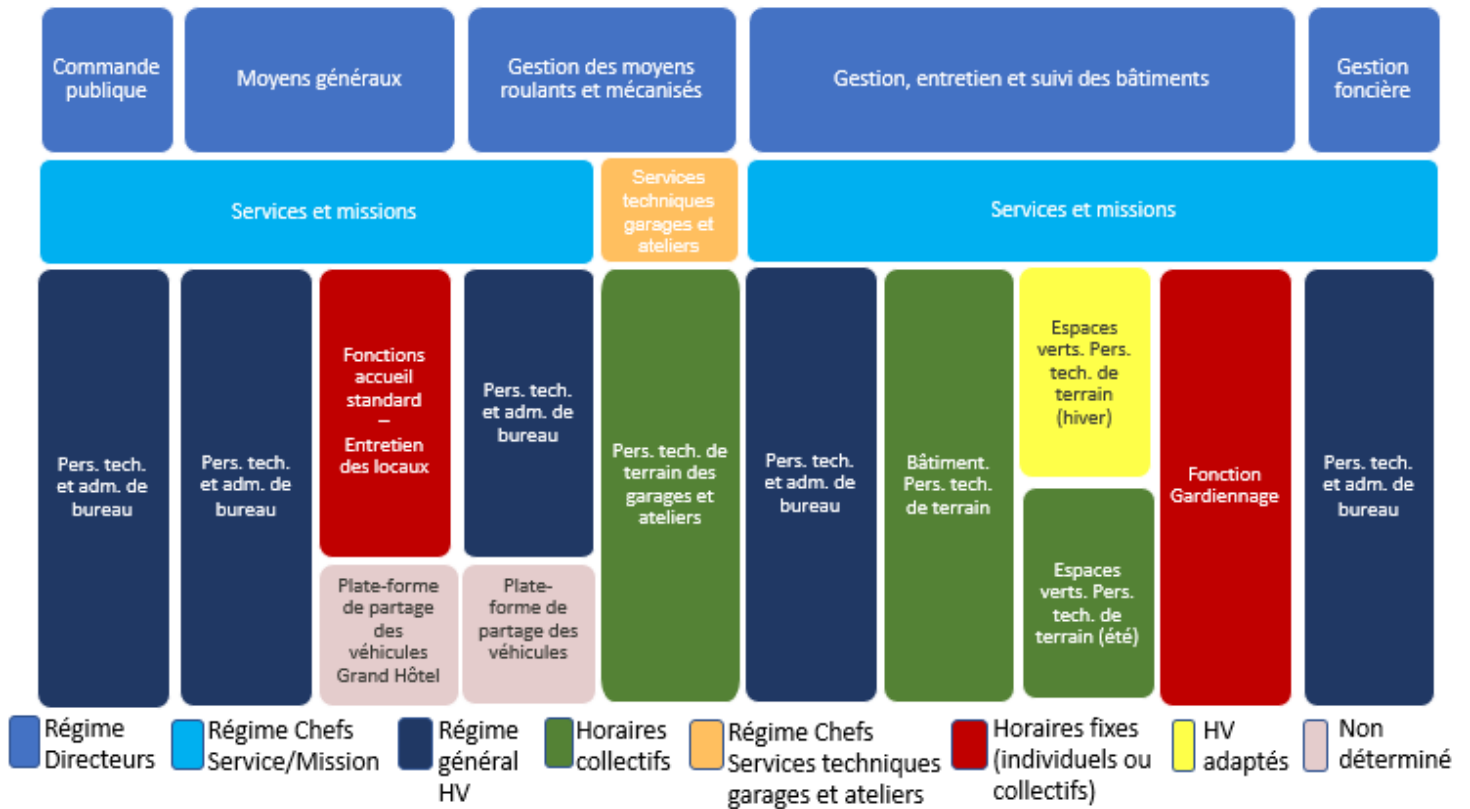 Commande
publique
Moyens généraux
Gestion des moyens
roulants et mécanisés
Gestion, entretien et suivi des bâtiments
Gestion
foncière
Services et missions
Services
techniques
garages et
ateliers
Services et missions
Pers. tech.
et adm. de
bureau
Pers. tech.
et adm. de
bureau
Fonctions
accueil
standard
–
Entretien
des locaux
Plate-forme
de partage
des
véhicules
Grand Hôtel
Pers. tech.
et adm. de
bureau
Plate-
forme de
partage des
véhicules
Pers. tech. de
terrain des
garages et
ateliers
Pers. tech.
et adm. de
bureau
Bâtiment.
Pers. tech.
de terrain
Espaces
verts. Pers.
tech. de
terrain
(hiver)
Espaces
verts. Pers.
tech. de
terrain (été)
Fonction
Gardiennage
Pers. tech.
et adm. de
bureau
Régime
Directeurs
Régime Chefs
Service/Mission
Régime
général
HV
Horaires
collectifs
Régime Chefs
Services techniques
garages et ateliers
Horaires fixes
(individuels ou
collectifs)
HV
adaptés
Non
déterminé